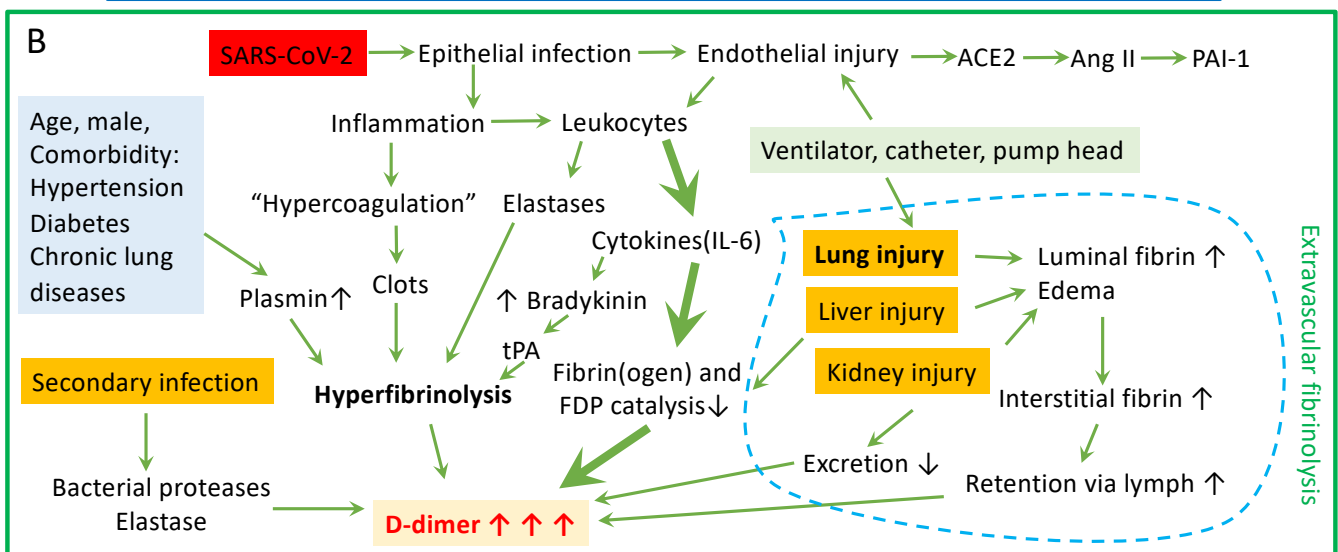 B
SARS-CoV-2
Epithelial infection
Endothelial injury
ACE2
Ang II
PAI-1
Age, male,
Comorbidity:
Hypertension
Diabetes
Chronic lung
diseases
Inflammation
Leukocytes
Ventilator, catheter, pump head
“Hypercoagulation”
Elastases
Cytokines(IL-6)
Lung injury
Luminal fibrin ↑
Edema
Plasmin ↑
Clots
↑ Bradykinin
Liver injury
tPA
Secondary infection
Hyperfibrinolysis
Fibrin(ogen) and
FDP catalysis ↓
Kidney injury
Interstitial fibrin ↑
Excretion ↓
Retention via lymph ↑
Bacterial proteases
Elastase
D-dimer ↑ ↑ ↑
Extravascular fibrinolysis